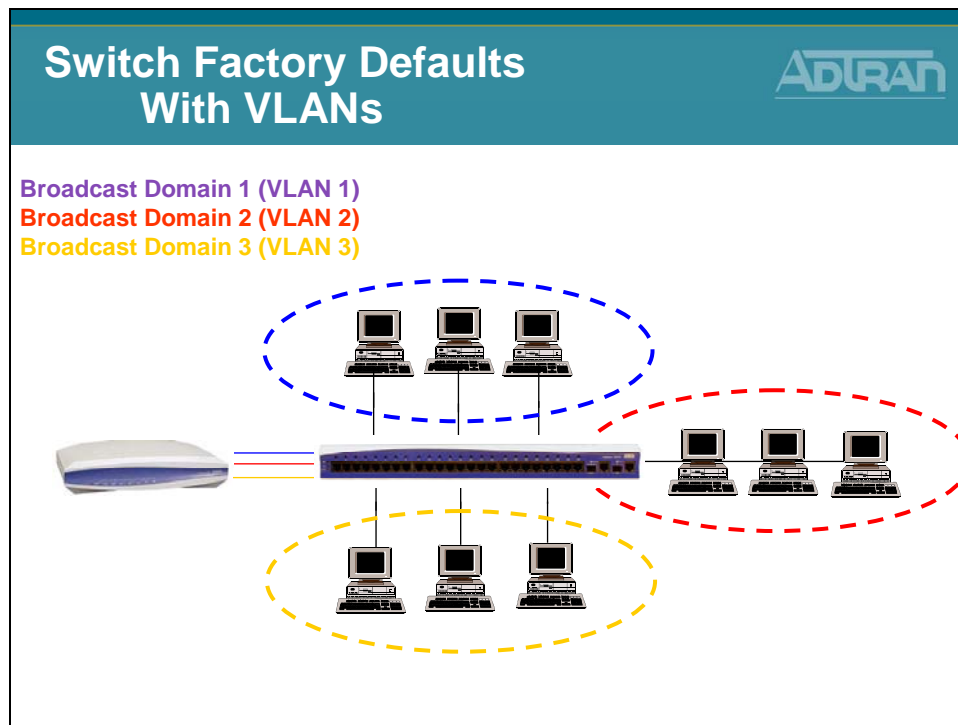 Switch Factory Defaults
With VLANs
ADTRAN
Broadcast Domain 1 (VLAN 1)
Broadcast Domain 2 (VLAN 2)
Broadcast Domain 3 (VLAN 3)